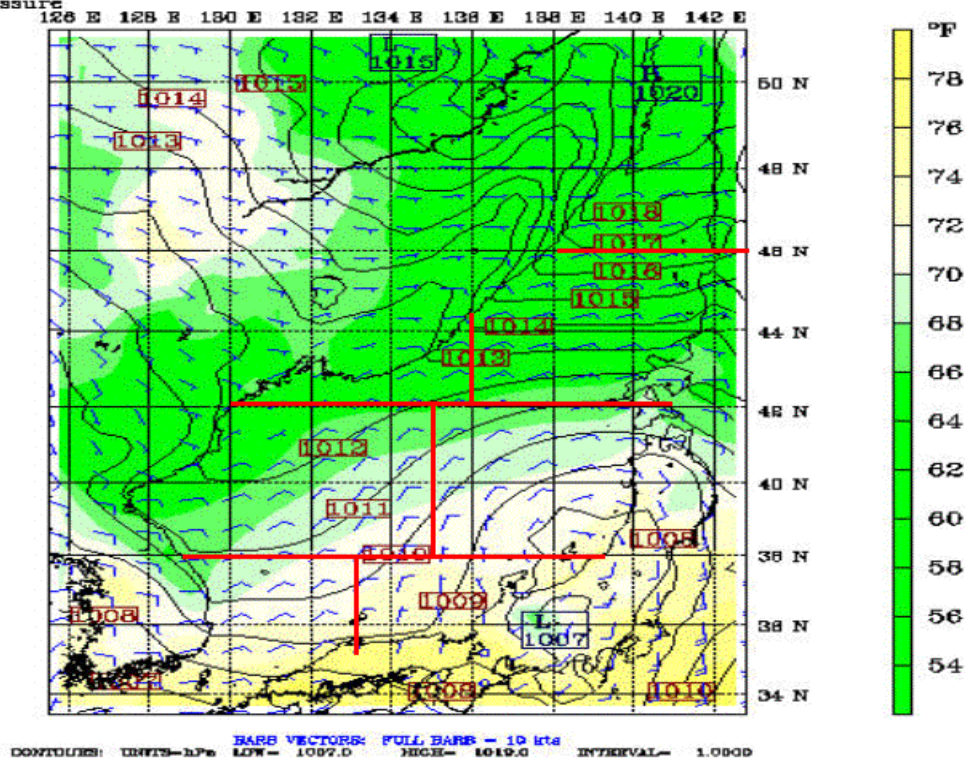 ssure
126 E 128 E 130 E 132 E 134 E 136 E 138 E 140 E 142 E
°F
L
1015
H
1020
50 N
48 N
46 N
44 N
42 N
40 N
38 N
36 N
34 N
1014
1015
1013
1018
1017
1016
1015
1014
1013
1012
1011
1010
1009
1008
1008
L
1007
1008
1010
78
76
74
72
70
68
66
64
62
60
58
56
54
BARB VECTORS: FULL BARB = 10 kts
CONTOURS: UNITS=hPa LOW= 1007.0 HIGH= 1019.0 INTERVAL= 1.0000